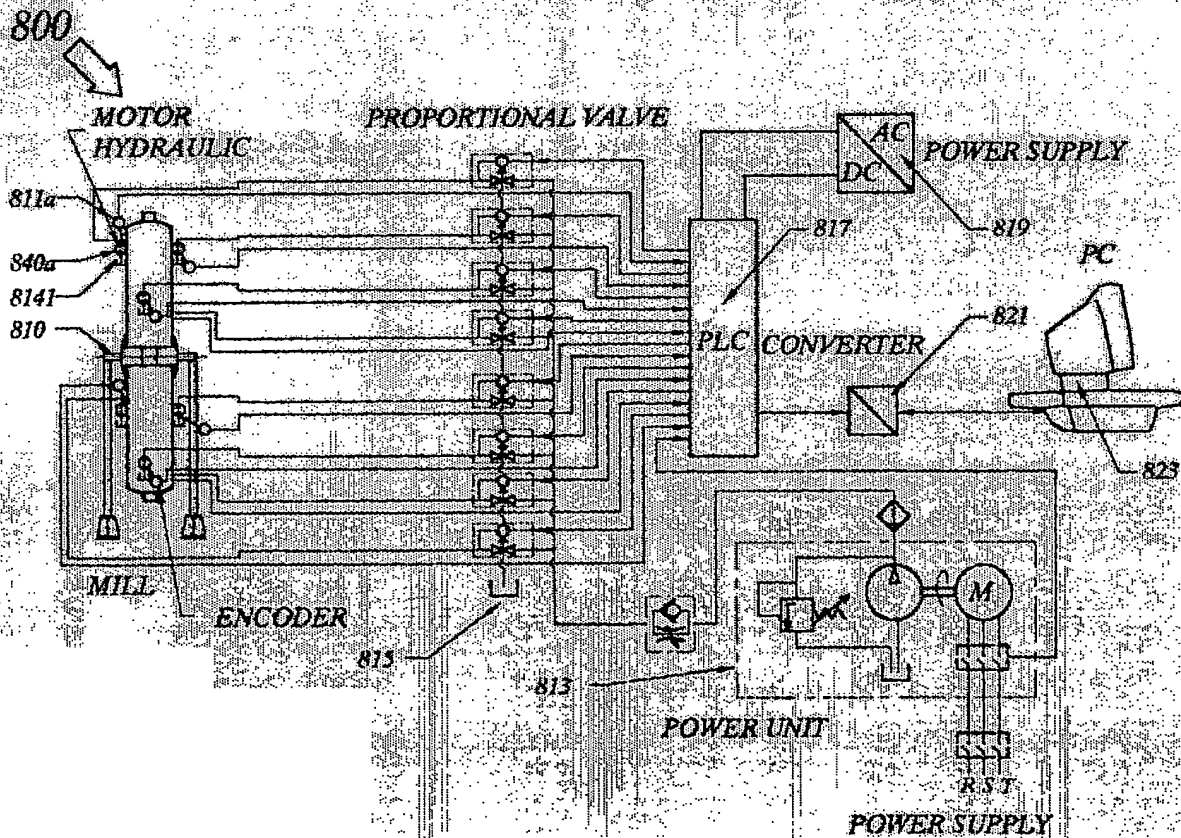 800
MOTOR
HYDRAULIC
PROPORTIONAL VALVE
AC
DC
POWER SUPPLY
811a
817
819
840a
8141
PC
810
821
PLC
CONVERTER
823
MILL
ENCODER
M
815
813
POWER UNIT
R S T
POWER SUPPLY